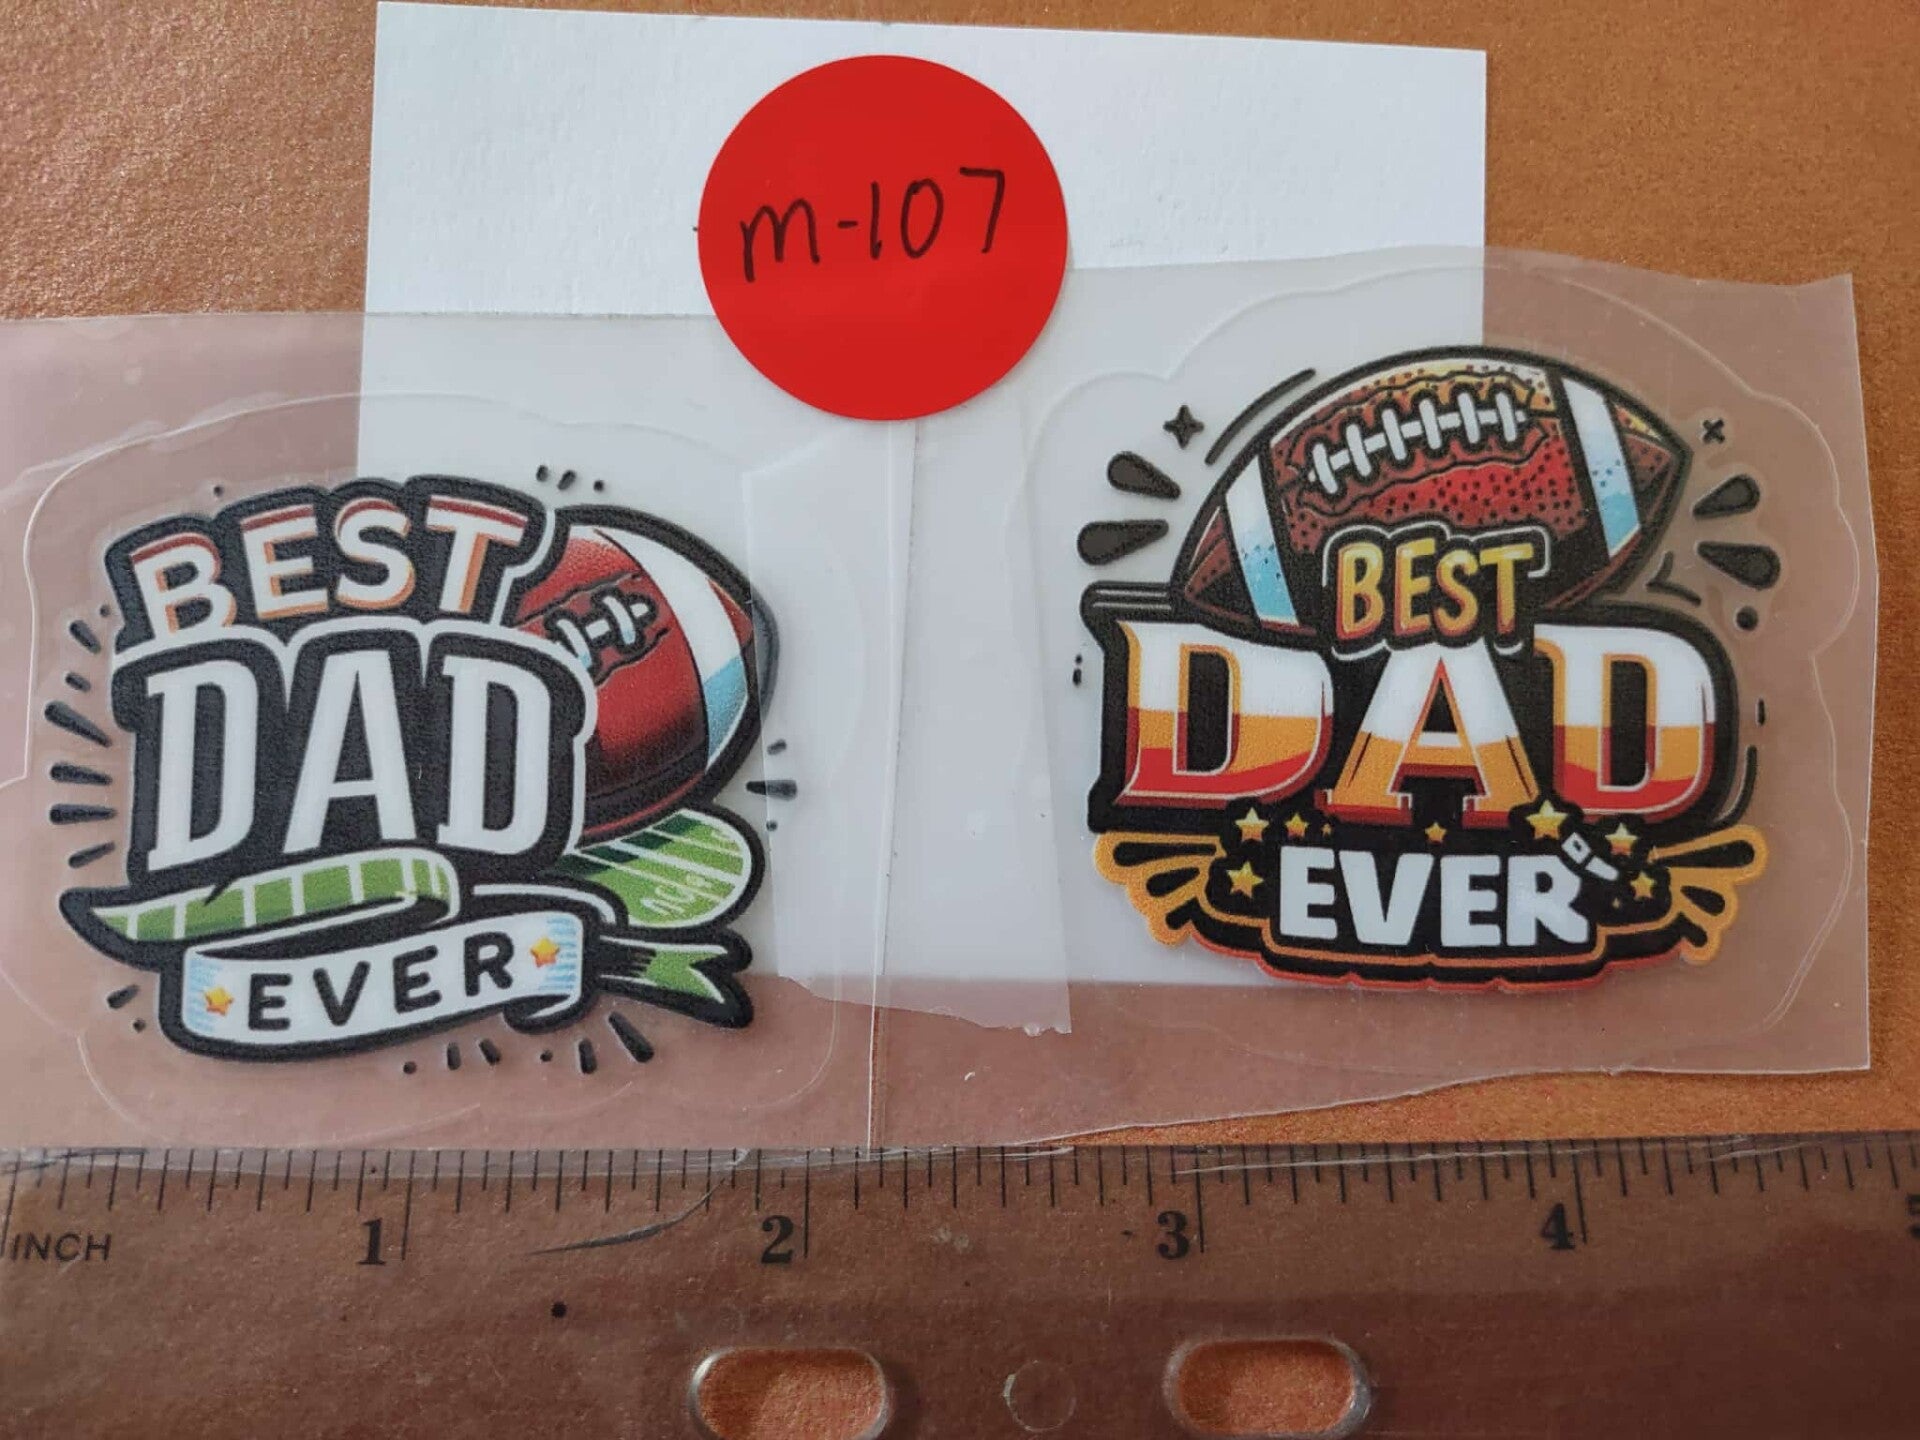 m-107
BEST
DAD
EVER
BEST
DAD
EVER
INCH 1 2 3 4